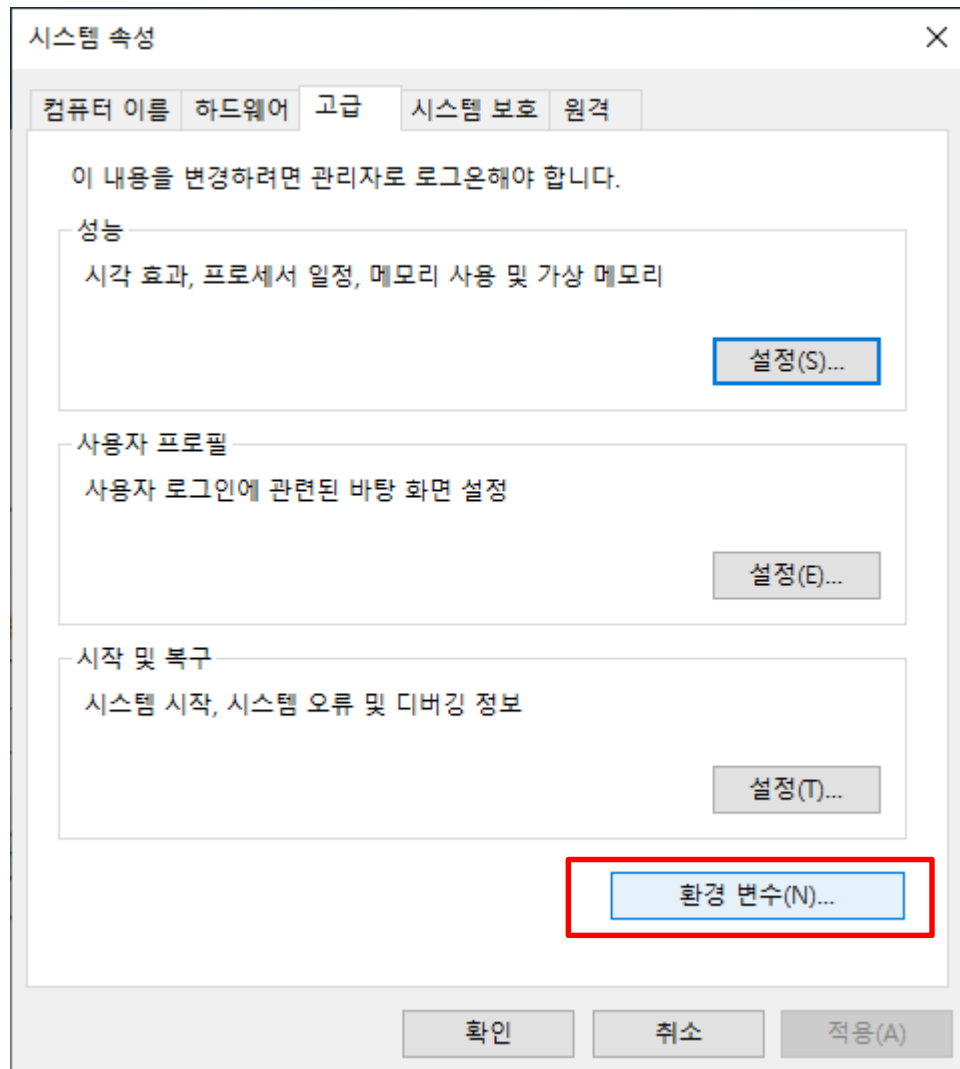 시스템 속성
컴퓨터 이름 하드웨어 고급 시스템 보호 원격
이 내용을 변경하려면 관리자로 로그온해야 합니다.
성능
시각 효과, 프로세서 일정, 메모리 사용 및 가상 메모리
설정(S)...
사용자 프로필
사용자 로그인에 관련된 바탕 화면 설정
설정(E)...
시작 및 복구
시스템 시작, 시스템 오류 및 디버깅 정보
설정(T)...
환경 변수(N)...
확인 취소 적용(A)